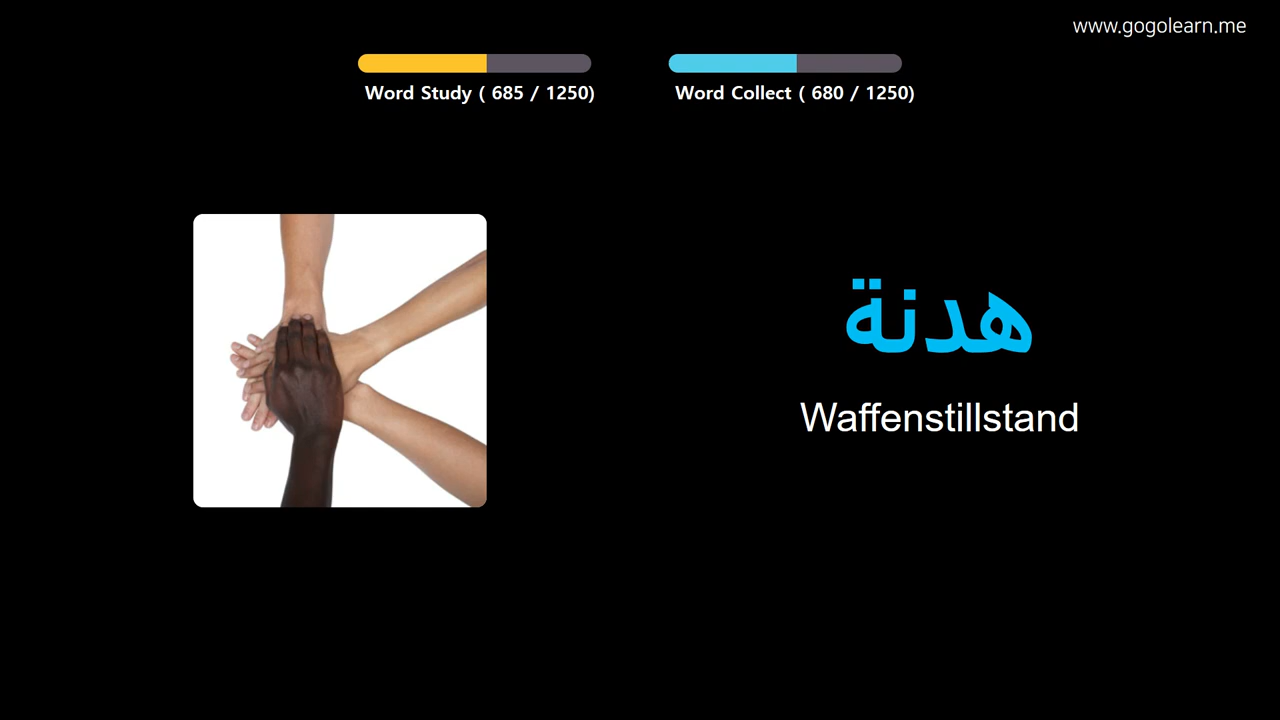 www.gogolearn.me
Word Study ( 685 / 1250)
Word Collect ( 680 / 1250)
هدنة
Waffenstillstand